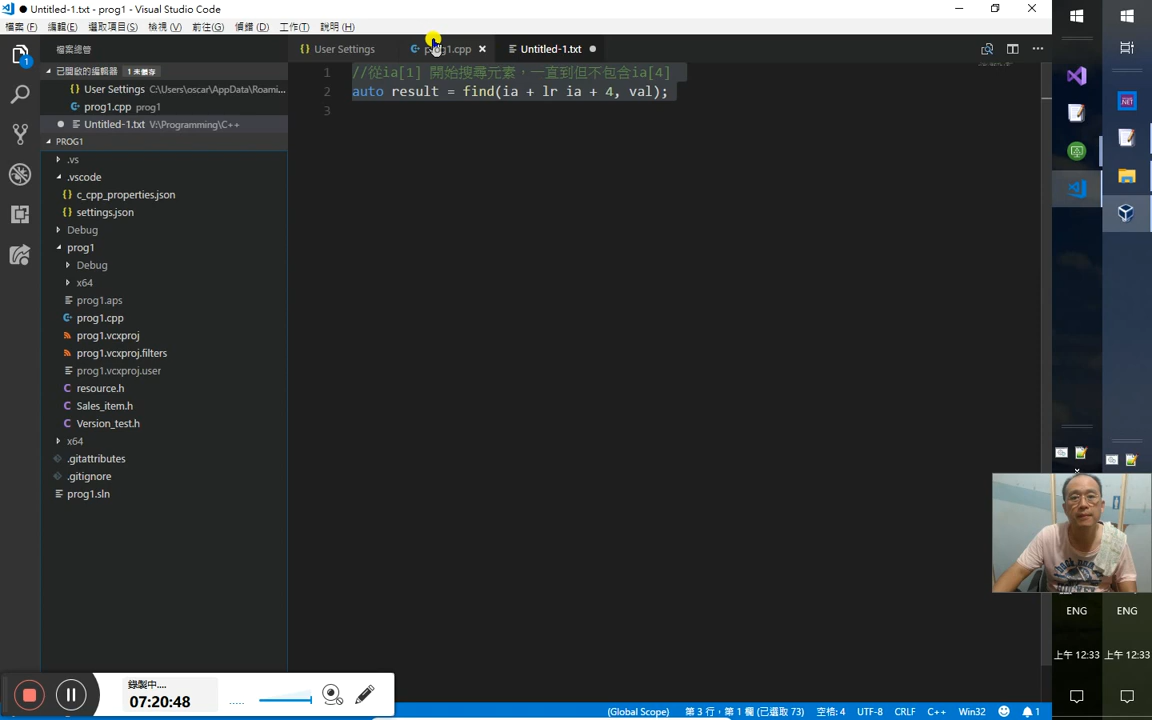 ● Untitled-1.txt - prog1 - Visual Studio Code
檔案 (F) 編輯(E) 選取項目(S) 檢視 (V) 前往(G) 偵錯 (D) 工作(T) 說明 (H)
檔案總管
User Settings
prog1.cpp
Untitled-1.txt
已開啟的編輯器 1 未儲存
User Settings C:\Users\oscar\AppData\Roami...
prog1.cpp prog1
Untitled-1.txt V:\Programming\C++
PROG1
.vs
.vscode
c_cpp_properties.json
settings.json
Debug
prog1
Debug
x64
prog1.aps
prog1.cpp
prog1.vcxproj
prog1.vcxproj.filters
prog1.vcxproj.user
resource.h
Sales_item.h
Version_test.h
x64
.gitattributes
.gitignore
prog1.sln
1 //從ia[1] 開始搜尋元素，一直到但不包含ia[4]
2 auto result = find(ia + lr ia + 4, val);
3
1
.NET
ENG
ENG
上午 12:33
上午 12:33
錄製中....
07:20:48
(Global Scope) 第 3 行，第 1 欄 (已選取 73) 空格: 4 UTF-8 CRLF C++ Win32 1